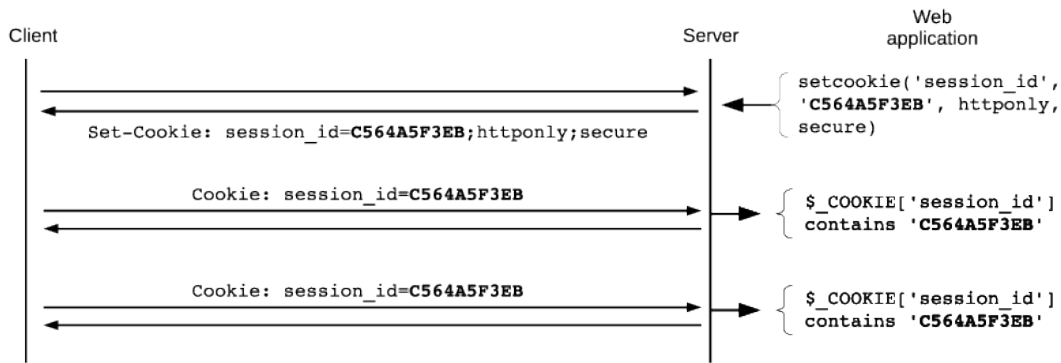 Client
Server
Web
application
setcookie('session_id',
'C564A5F3EB', httponly,
secure)
Set-Cookie: session_id=C564A5F3EB;httponly;secure
Cookie: session_id=C564A5F3EB
$_COOKIE['session_id']
contains 'C564A5F3EB'
Cookie: session_id=C564A5F3EB
$_COOKIE['session_id']
contains 'C564A5F3EB'